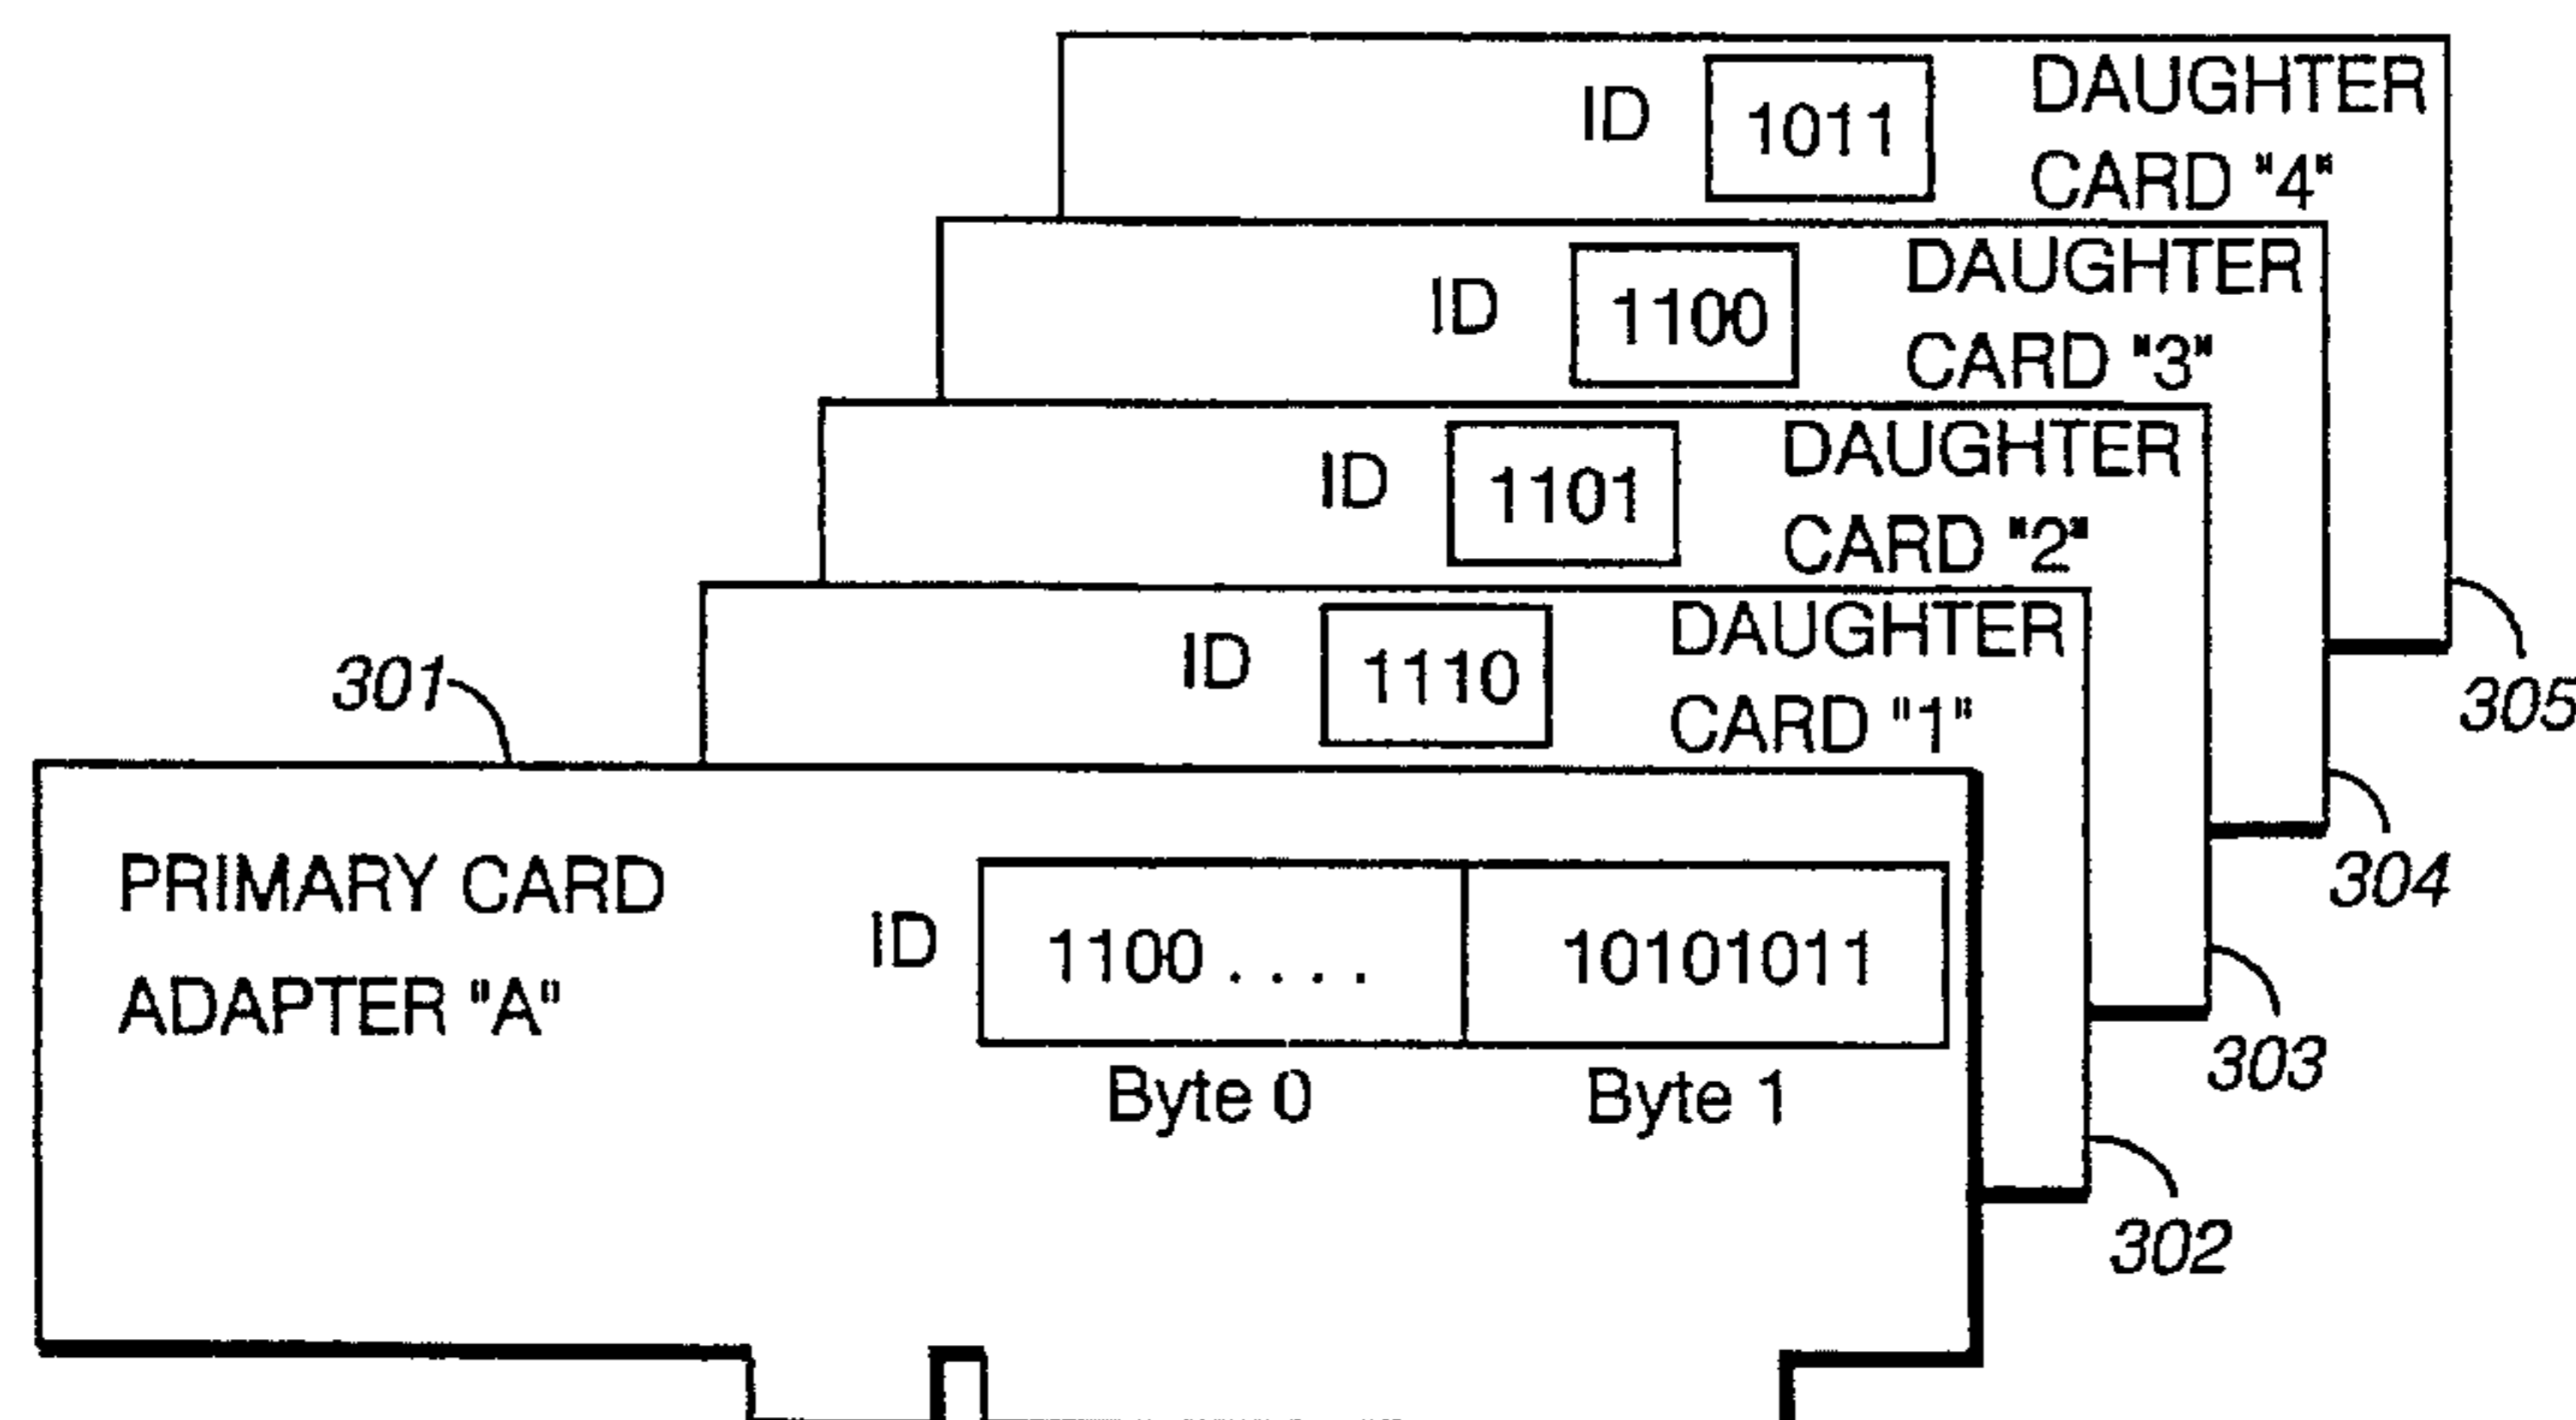 ID 1011 DAUGHTER
CARD "4"
ID 1100 DAUGHTER
CARD "3"
ID 1101 DAUGHTER
CARD "2"
ID 1110 DAUGHTER
CARD "1"
301
305
PRIMARY CARD
ADAPTER "A"
ID 1100 . . . . 10101011
Byte 0 Byte 1
304
303
302